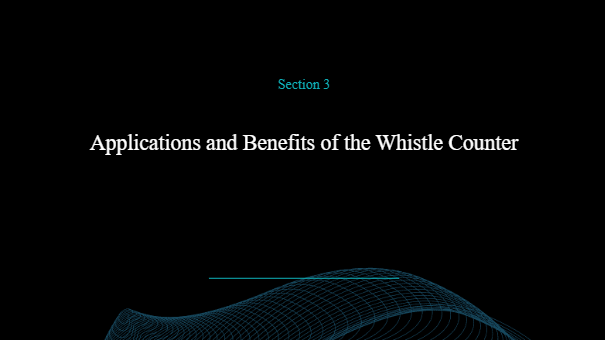 Section 3
Applications and Benefits of the Whistle Counter